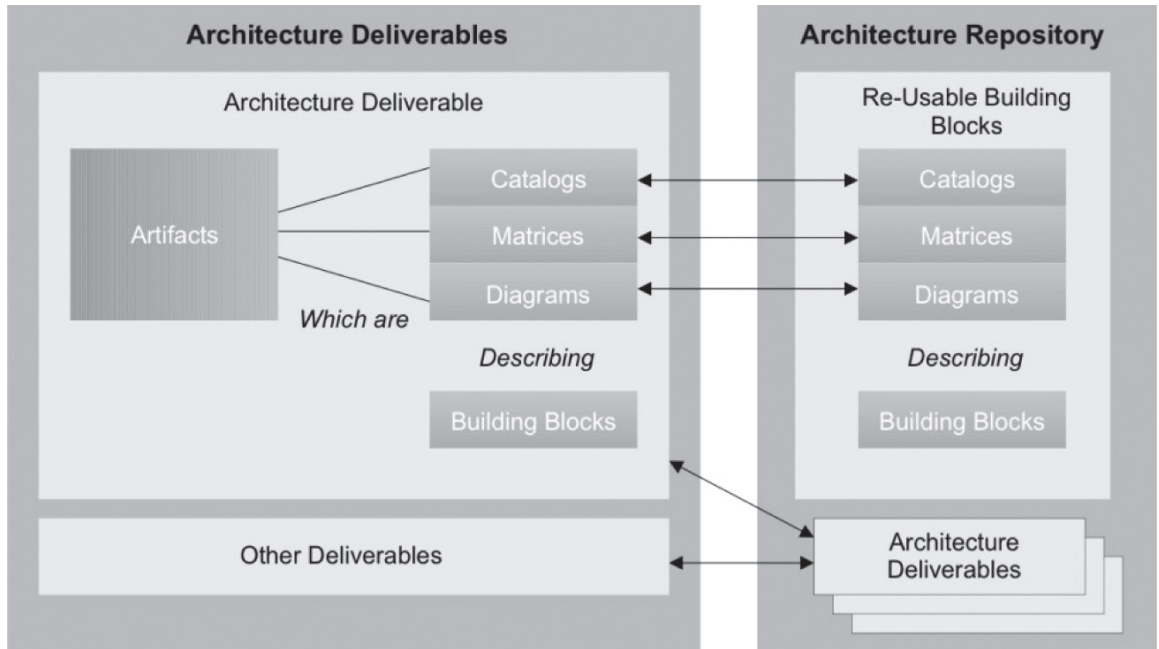 Architecture Deliverables
Architecture Deliverable
Artifacts
Catalogs
Matrices
Diagrams
Which are
Describing
Building Blocks
Other Deliverables
Architecture Repository
Re-Usable Building
Blocks
Catalogs
Matrices
Diagrams
Describing
Building Blocks
Architecture
Deliverables